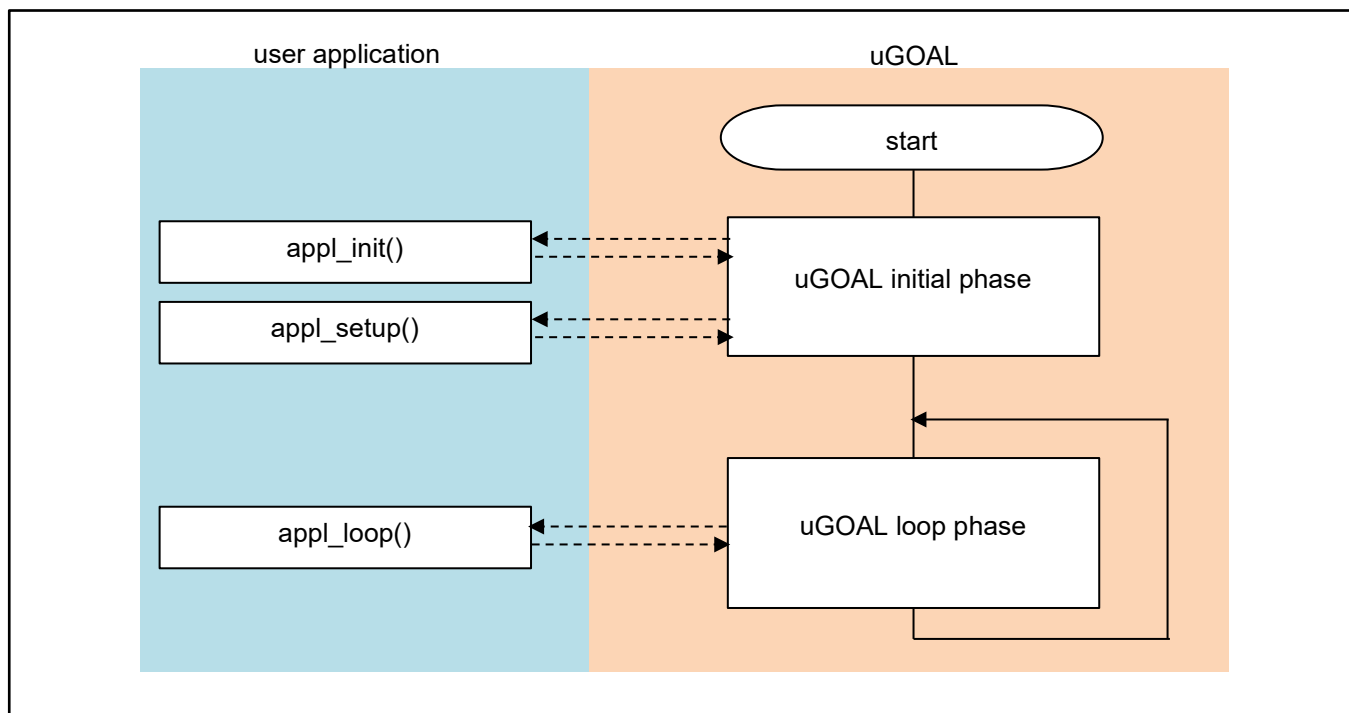 user application
uGOAL
start
appl_init()
uGOAL initial phase
appl_setup()
appl_loop()
uGOAL loop phase